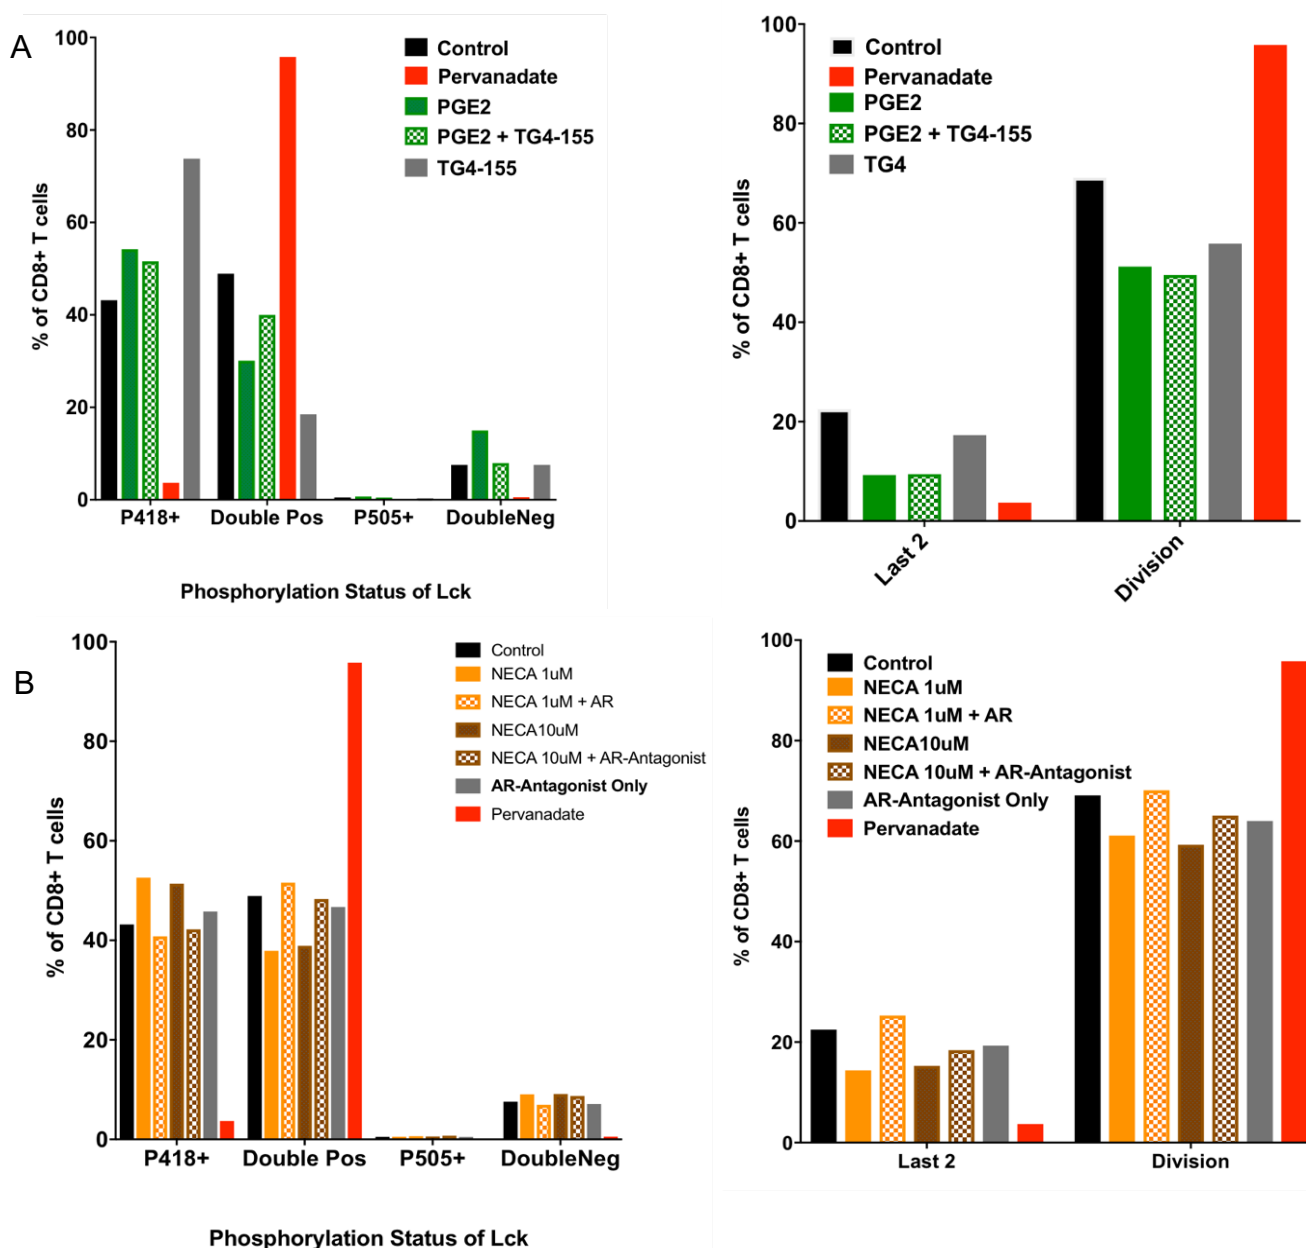 A
% of CD8+ T cells
100
80
60
40
20
0
Control
Pervanadate
PGE2
PGE2 + TG4-155
TG4-155
P418+ Double Pos P505+ DoubleNeg
Phosphorylation Status of Lck
% of CD8+ T cells
100
80
60
40
20
0
Control
Pervanadate
PGE2
PGE2 + TG4-155
TG4
Last 2 Division
B
% of CD8+ T cells
100
80
60
40
20
0
Control
NECA 1uM
NECA 1uM + AR
NECA10uM
NECA 10uM + AR-Antagonist
AR-Antagonist Only
Pervanadate
P418+ Double Pos P505+ DoubleNeg
Phosphorylation Status of Lck
% of CD8+ T cells
100
80
60
40
20
0
Control
NECA 1uM
NECA 1uM + AR
NECA10uM
NECA 10uM + AR-Antagonist
AR-Antagonist Only
Pervanadate
Last 2 Division